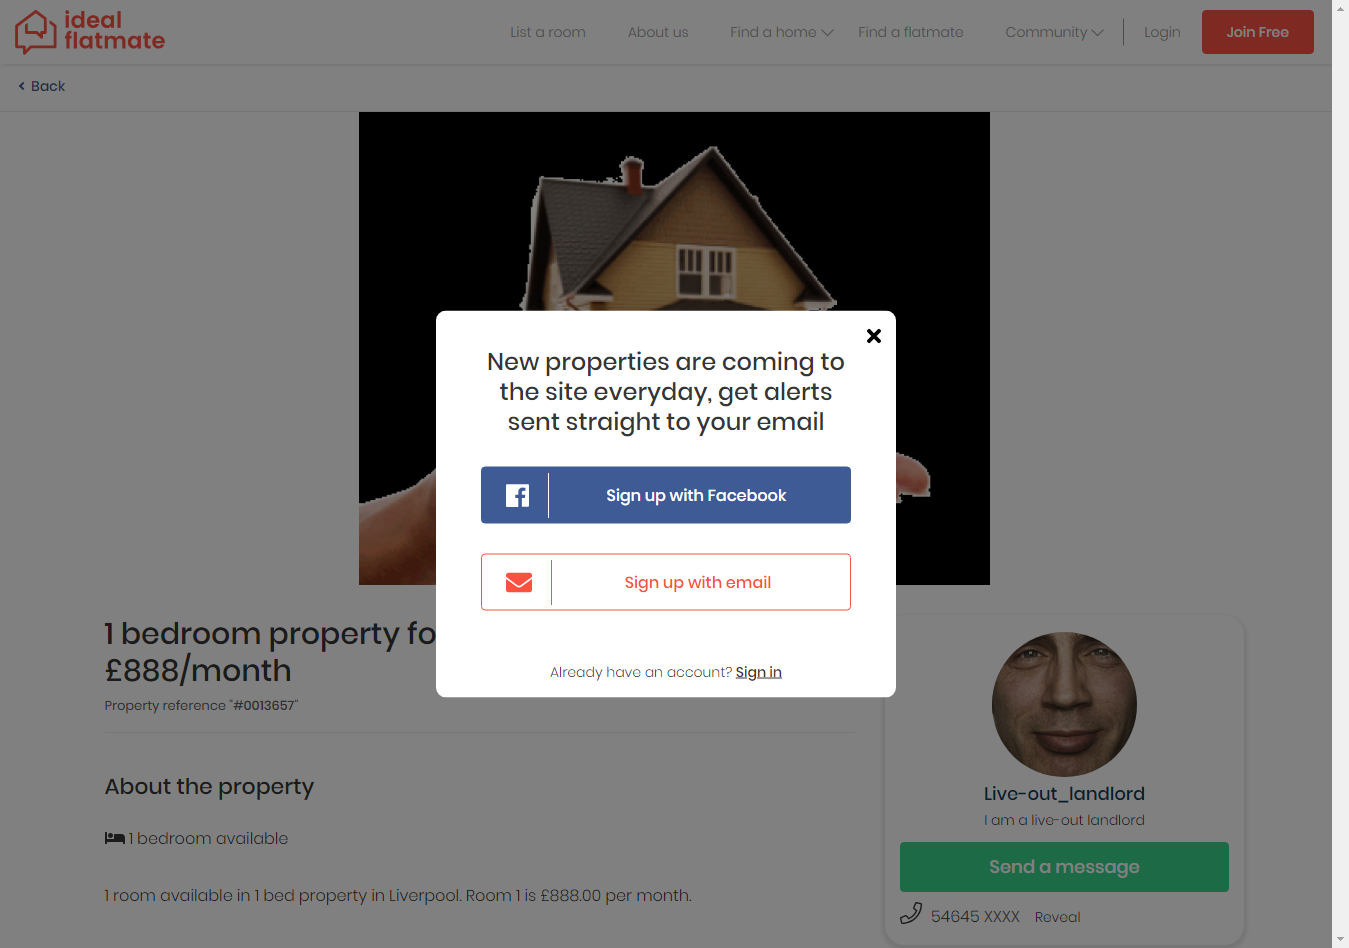 ideal
flatmate
List a room
About us
Find a home
Find a flatmate
Community
Login
Join Free
Back
New properties are coming to
the site everyday, get alerts
sent straight to your email
Sign up with Facebook
Sign up with email
Already have an account? Sign in
1 bedroom property fo
£888/month
Property reference "#0013657"
About the property
1 bedroom available
1 room available in 1 bed property in Liverpool. Room 1 is £888.00 per month.
Live-out_landlord
I am a live-out landlord
Send a message
54645 XXXX Reveal